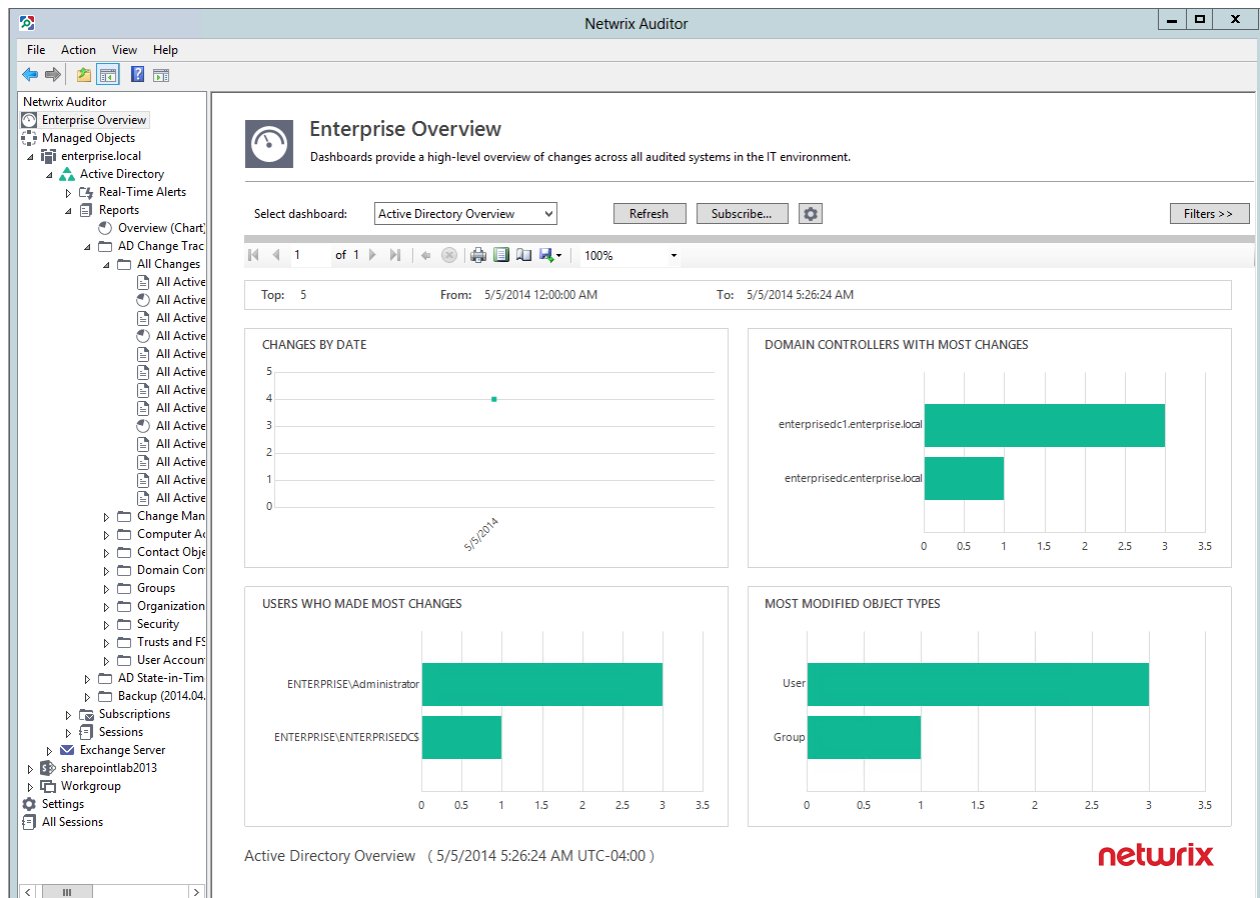 Netwrix Auditor
File Action View Help
Netwrix Auditor
Enterprise Overview
Managed Objects
enterprise.local
Active Directory
Real-Time Alerts
Reports
Overview (Chart)
AD Change Trac
All Changes
All Active
All Active
All Active
All Active
All Active
All Active
All Active
All Active
All Active
All Active
All Active
All Active
All Active
Change Man
Computer Ac
Contact Obje
Domain Con
Groups
Organization
Security
Trusts and FS
User Accoun
AD State-in-Tim
Backup (2014.04.
Subscriptions
Sessions
Exchange Server
sharepointlab2013
Workgroup
Settings
All Sessions
Enterprise Overview
Dashboards provide a high-level overview of changes across all audited systems in the IT environment.
Select dashboard: Active Directory Overview Refresh Subscribe... Filters >>
1 of 1 100%
Top: 5 From: 5/5/2014 12:00:00 AM To: 5/5/2014 5:26:24 AM
CHANGES BY DATE
5
4
3
2
1
0
5/5/2014
DOMAIN CONTROLLERS WITH MOST CHANGES
enterprisedc1.enterprise.local
enterprisedc.enterprise.local
0 0.5 1 1.5 2 2.5 3 3.5
USERS WHO MADE MOST CHANGES
ENTERPRISE\Administrator
ENTERPRISE\ENTERPRISEDC$
0 0.5 1 1.5 2 2.5 3 3.5
MOST MODIFIED OBJECT TYPES
User
Group
0 0.5 1 1.5 2 2.5 3 3.5
Active Directory Overview ( 5/5/2014 5:26:24 AM UTC-04:00 )
netwrix